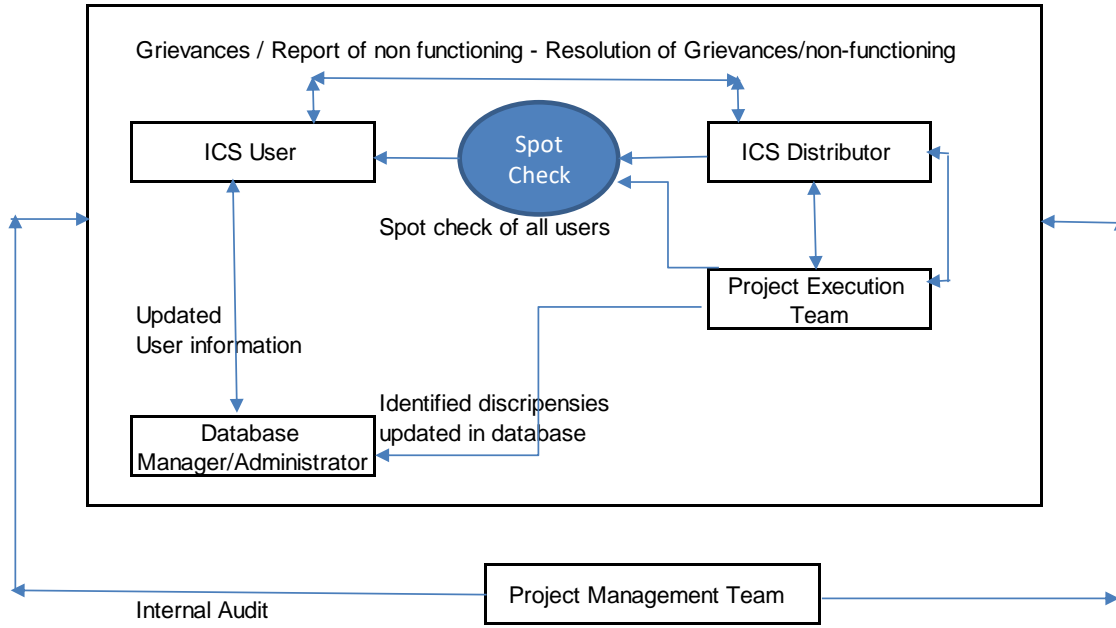 Grievances / Report of non functioning - Resolution of Grievances/non-functioning
ICS User
Spot
Check
ICS Distributor
Spot check of all users
Project Execution
Team
Updated
User information
Identified discripensies
updated in database
Database
Manager/Administrator
Project Management Team
Internal Audit